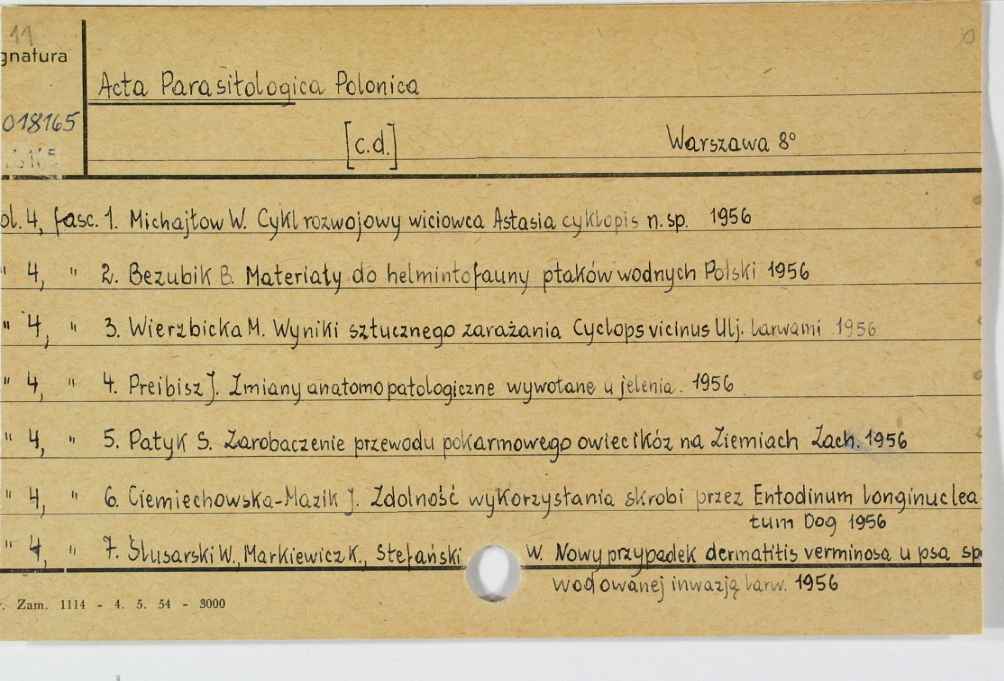 11
gnatura
Acta Parasitologica Polonica
018165
[c.d.] Warszawa 8°
ol. 4, fasc. 1. Michajłow W. Cykl rozwojowy wiciowca Astasia cyklopis n. sp. 1956
" 4, " 2. Bezubik B. Materiały do helmintofauny ptaków wodnych Polski 1956
" 4, " 3. Wierzbicka M. Wyniki sztucznego zarażania Cyclops vicinus Ulj. larwami 1956
" 4, " 4. Preibisz J. Zmiany anatomopatologiczne wywołane u jelenia. 1956
" 4, " 5. Patyk S. Zarobaczenie przewodu pokarmowego owiec i kóz na Ziemiach Zach. 1956
" 4, " 6. Ciemiechowska-Mazik J. Zdolność wykorzystania skrobi przez Entodinum longinuclea
tum Dog 1956
" 4, " 7. Ślusarski W., Markiewicz K., Stefański W. Nowy przypadek dermatitis verminosa u psa sp
wodowanej inwazją larw. 1956
. Zam. 1114 - 4. 5. 54 - 3000